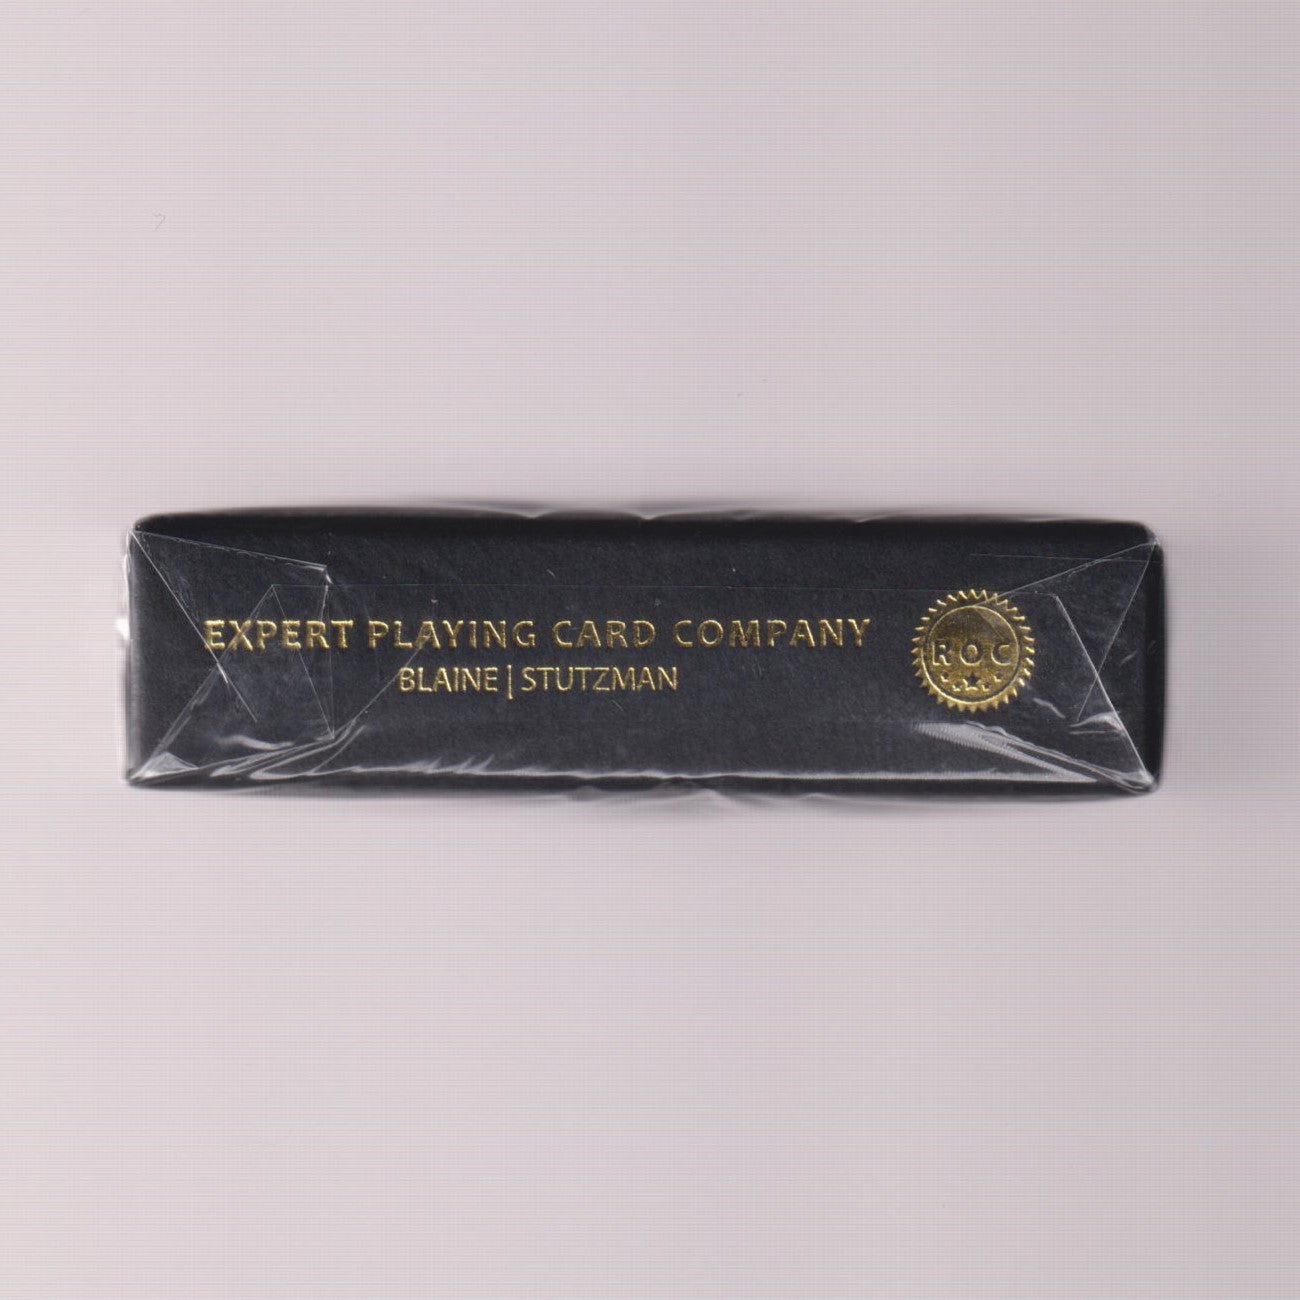 EXPERT PLAYING CARD COMPANY
BLAINE | STUTZMAN
ROC